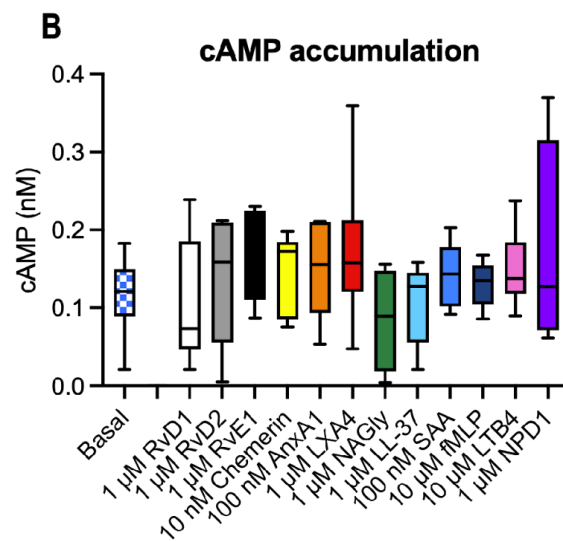 B
cAMP accumulation
cAMP (nM)
0.4
0.3
0.2
0.1
0.0
Basal
1 µM RvD1
1 µM RvD2
1 µM RvE1
10 nM Chemerin
100 nM AnxA1
1 µM LXA4
1 µM NAGly
1 µM LL-37
100 nM SAA
10 µM fMLP
10 µM LTB4
1 µM NPD1